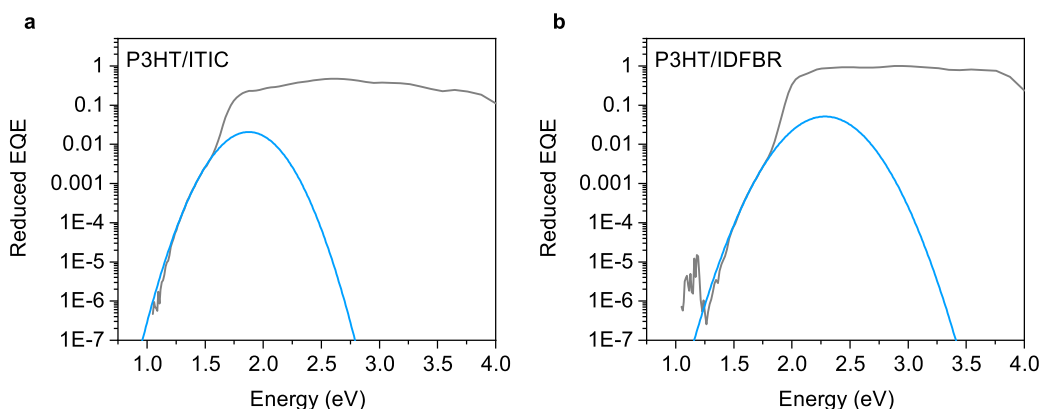 a
P3HT/ITIC
1
0.1
0.01
0.001
1E-4
1E-5
1E-6
1E-7
Reduced EQE
1.0 1.5 2.0 2.5 3.0 3.5 4.0
Energy (eV)
b
P3HT/IDFBR
1
0.1
0.01
0.001
1E-4
1E-5
1E-6
1E-7
Reduced EQE
1.0 1.5 2.0 2.5 3.0 3.5 4.0
Energy (eV)